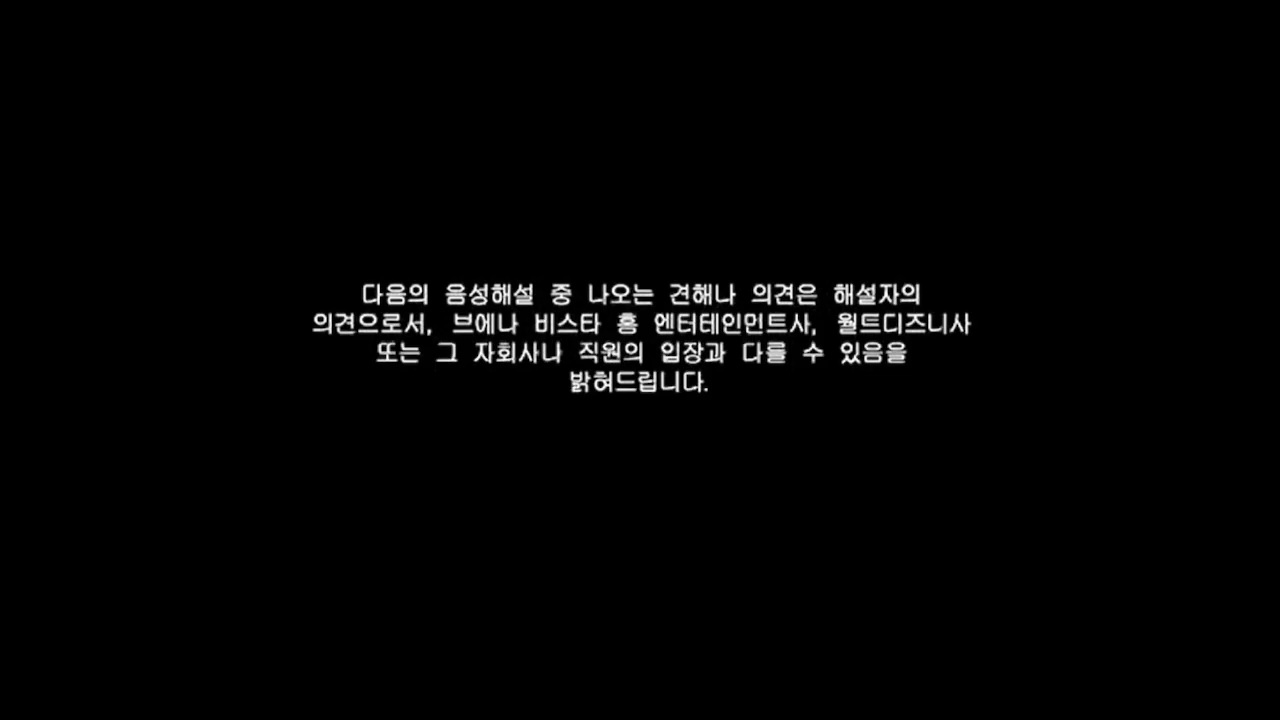 다음의 음성해설 중 나오는 견해나 의견은 해설자의
의견으로서, 브에나 비스타 홈 엔터테인먼트사, 월트디즈니사
또는 그 자회사나 직원의 입장과 다를 수 있음을
밝혀드립니다.